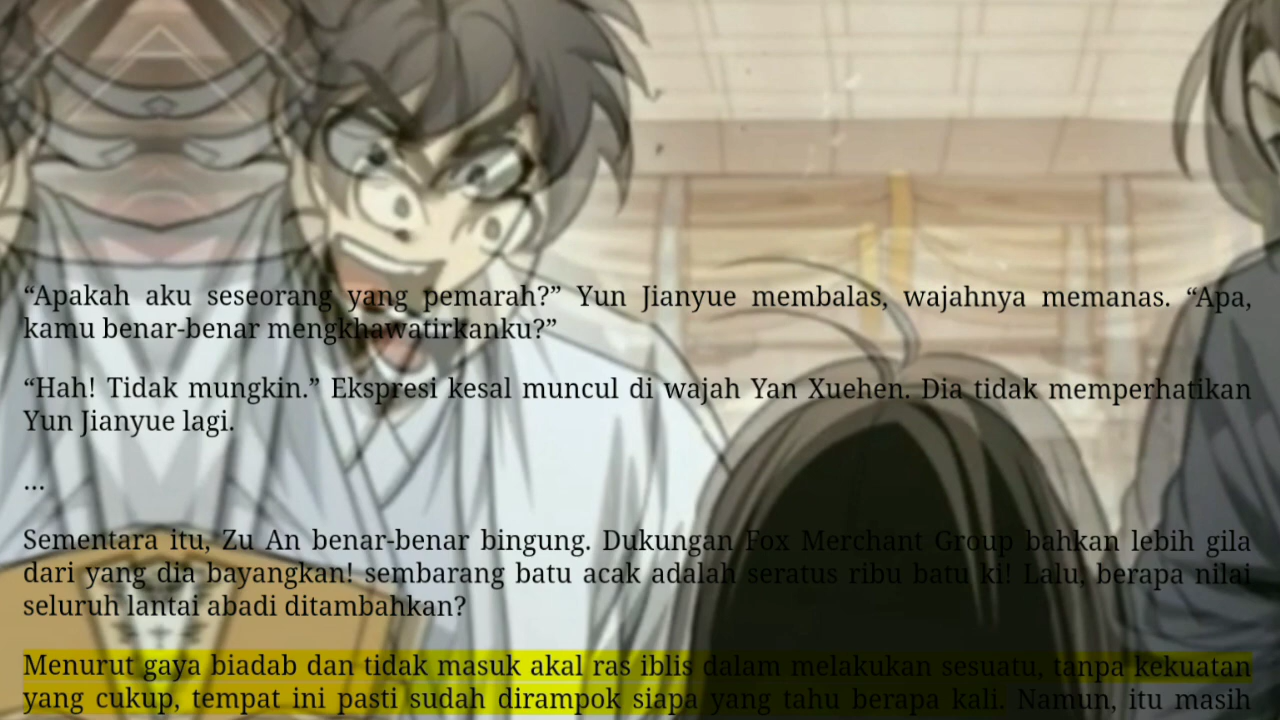 “Apakah aku seseorang yang pemarah?” Yun Jianyue membalas, wajahnya memanas. “Apa,
kamu benar-benar mengkhawatirkanku?”
“Hah! Tidak mungkin.” Ekspresi kesal muncul di wajah Yan Xuehen. Dia tidak memperhatikan
Yun Jianyue lagi.
…
Sementara itu, Zu An benar-benar bingung. Dukungan Fox Merchant Group bahkan lebih gila
dari yang dia bayangkan! sembarang batu acak adalah seratus ribu batu ki! Lalu, berapa nilai
seluruh lantai abadi ditambahkan?
Menurut gaya biadab dan tidak masuk akal ras iblis dalam melakukan sesuatu, tanpa kekuatan
yang cukup, tempat ini pasti sudah dirampok siapa yang tahu berapa kali. Namun, itu masih